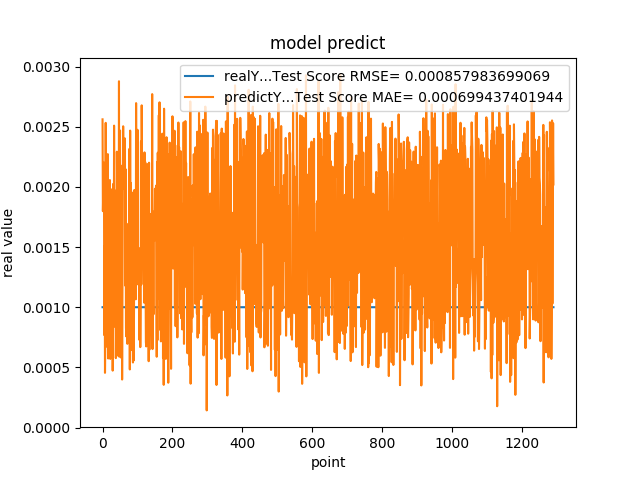 model predict
realY...Test Score RMSE= 0.000857983699069
predictY...Test Score MAE= 0.000699437401944
0.0030
0.0025
0.0020
0.0015
0.0010
0.0005
0.0000
real value
0 200 400 600 800 1000 1200
point